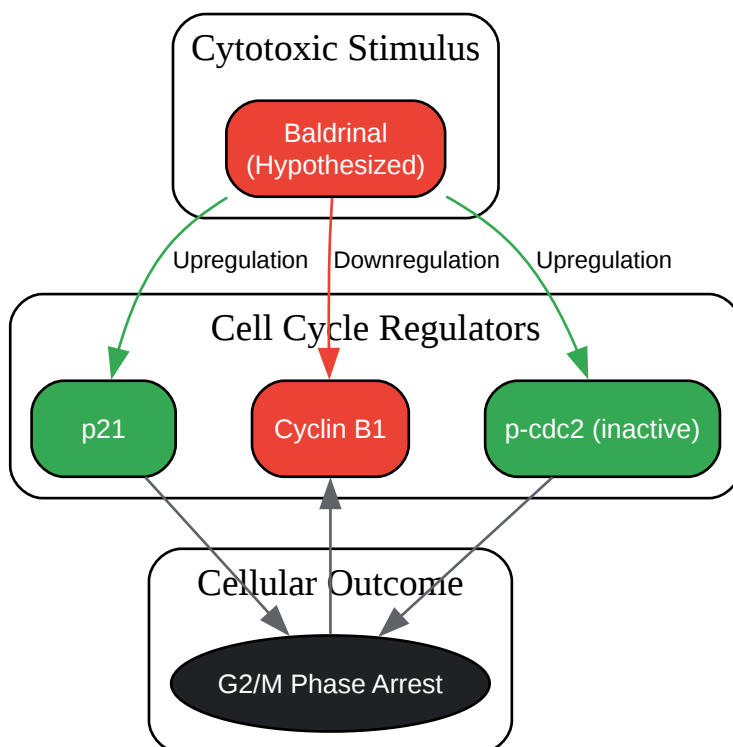 Cytotoxic Stimulus
Baldrinal
(Hypothesized)
Upregulation
Downregulation
Upregulation
Cell Cycle Regulators
p21
Cyclin B1
p-cdc2 (inactive)
Cellular Outcome
G2/M Phase Arrest